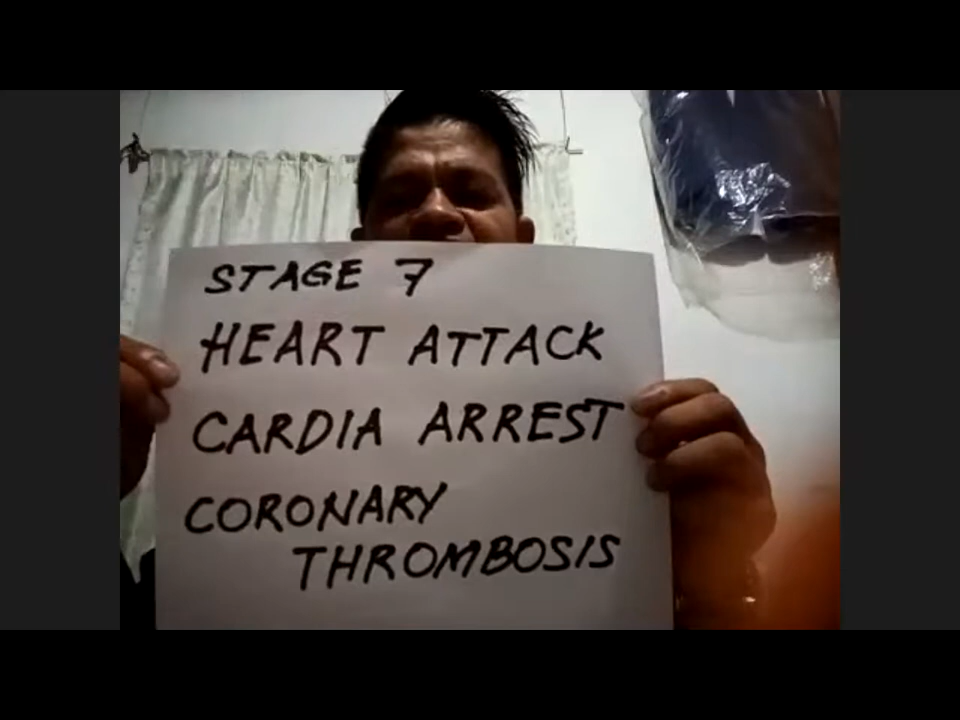 STAGE 7
HEART ATTACK
CARDIA ARREST
CORONARY
THROMBOSIS